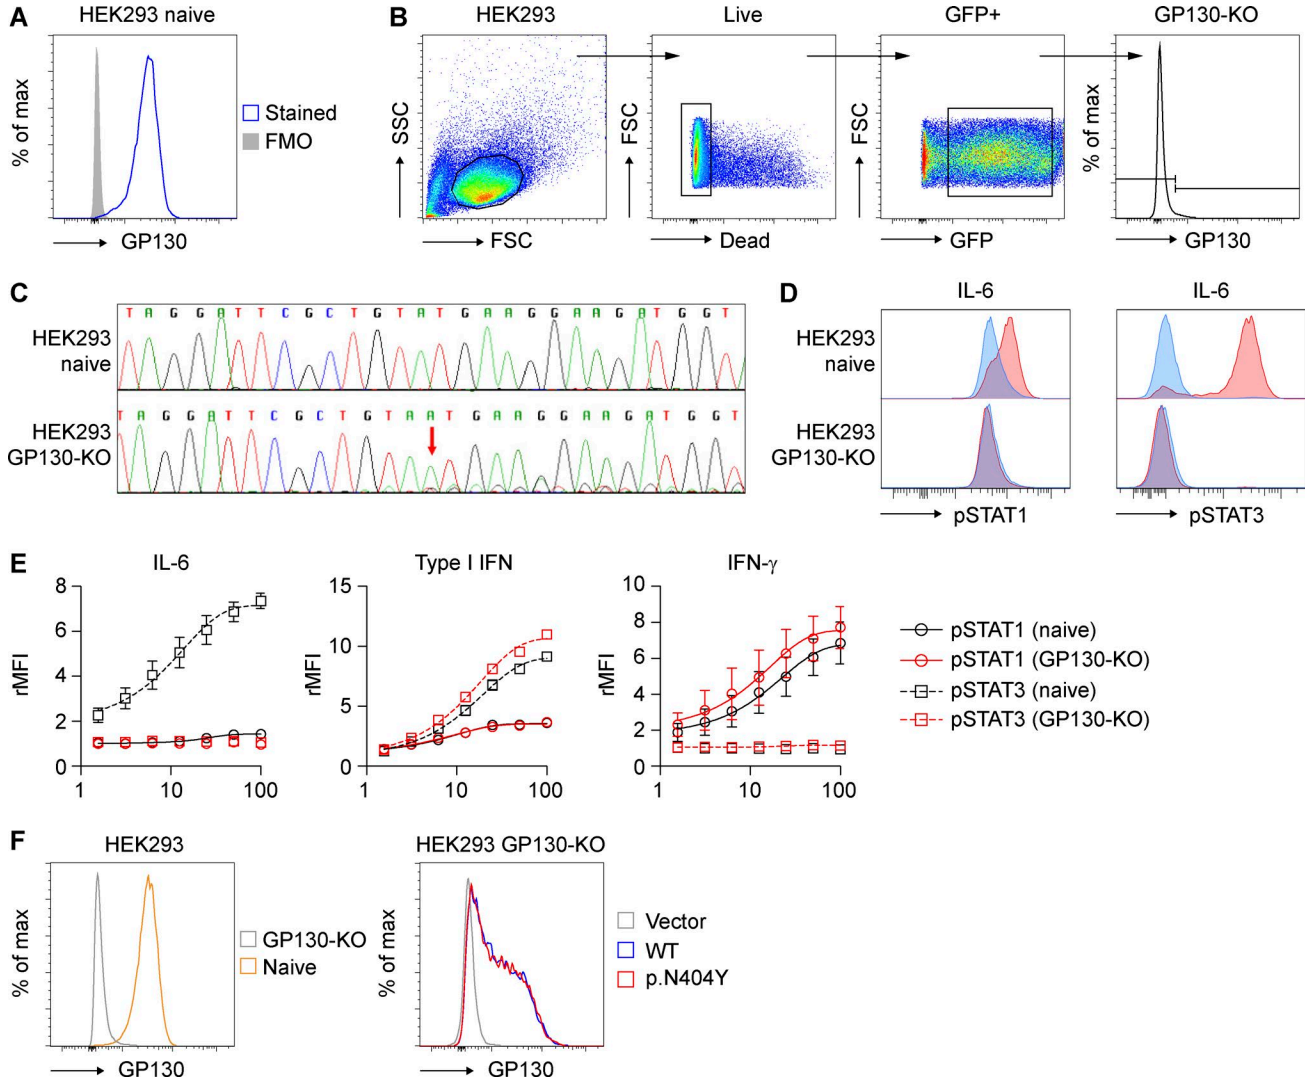 A
HEK293 naive
% of max
GP130
Stained
FMO
B
HEK293
Live
GFP+
GP130-KO
SSC
FSC
FSC
Dead
FSC
GFP
% of max
GP130
C
HEK293
naive
T A G G A T T C G C T G T A T G A A G G A A G A T G G T
HEK293
GP130-KO
T A G G A T T C G C T G T A A T G A A G G A A G A T G G T
D
IL-6
IL-6
HEK293
naive
HEK293
GP130-KO
pSTAT1
pSTAT3
E
IL-6
rMFI
8
6
4
2
0
1
10
100
Type I IFN
rMFI
15
10
5
0
1
10
100
IFN-γ
rMFI
10
8
6
4
2
0
1
10
100
pSTAT1 (naive)
pSTAT1 (GP130-KO)
pSTAT3 (naive)
pSTAT3 (GP130-KO)
F
HEK293
% of max
GP130
GP130-KO
Naive
HEK293 GP130-KO
% of max
GP130
Vector
WT
p.N404Y